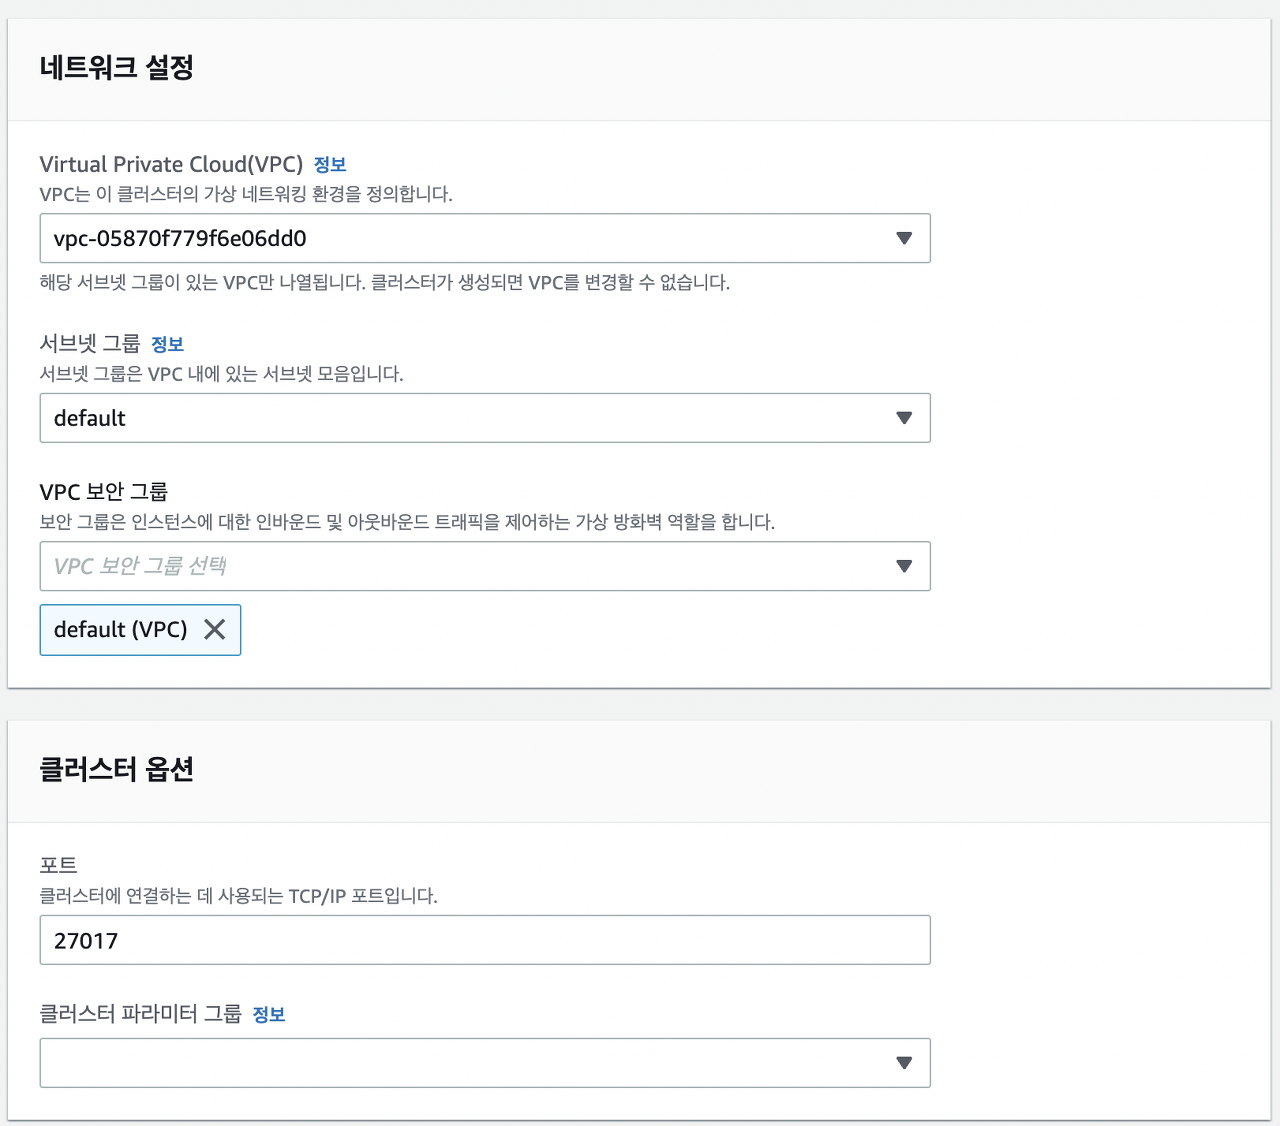 네트워크 설정
Virtual Private Cloud(VPC) 정보
VPC는 이 클러스터의 가상 네트워킹 환경을 정의합니다.
vpc-05870f779f6e06dd0
해당 서브넷 그룹이 있는 VPC만 나열됩니다. 클러스터가 생성되면 VPC를 변경할 수 없습니다.
서브넷 그룹 정보
서브넷 그룹은 VPC 내에 있는 서브넷 모음입니다.
default
VPC 보안 그룹
보안 그룹은 인스턴스에 대한 인바운드 및 아웃바운드 트래픽을 제어하는 가상 방화벽 역할을 합니다.
VPC 보안 그룹 선택
default (VPC)
클러스터 옵션
포트
클러스터에 연결하는 데 사용되는 TCP/IP 포트입니다.
27017
클러스터 파라미터 그룹 정보